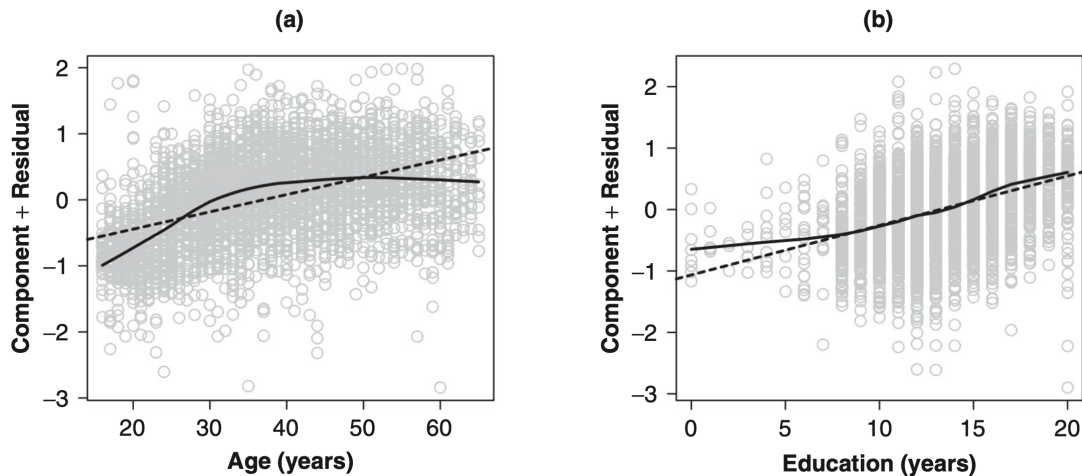 (a)
Component + Residual
2
1
0
−1
−2
−3
20 30 40 50 60
Age (years)
(b)
Component + Residual
2
1
0
−1
−2
−3
0 5 10 15 20
Education (years)